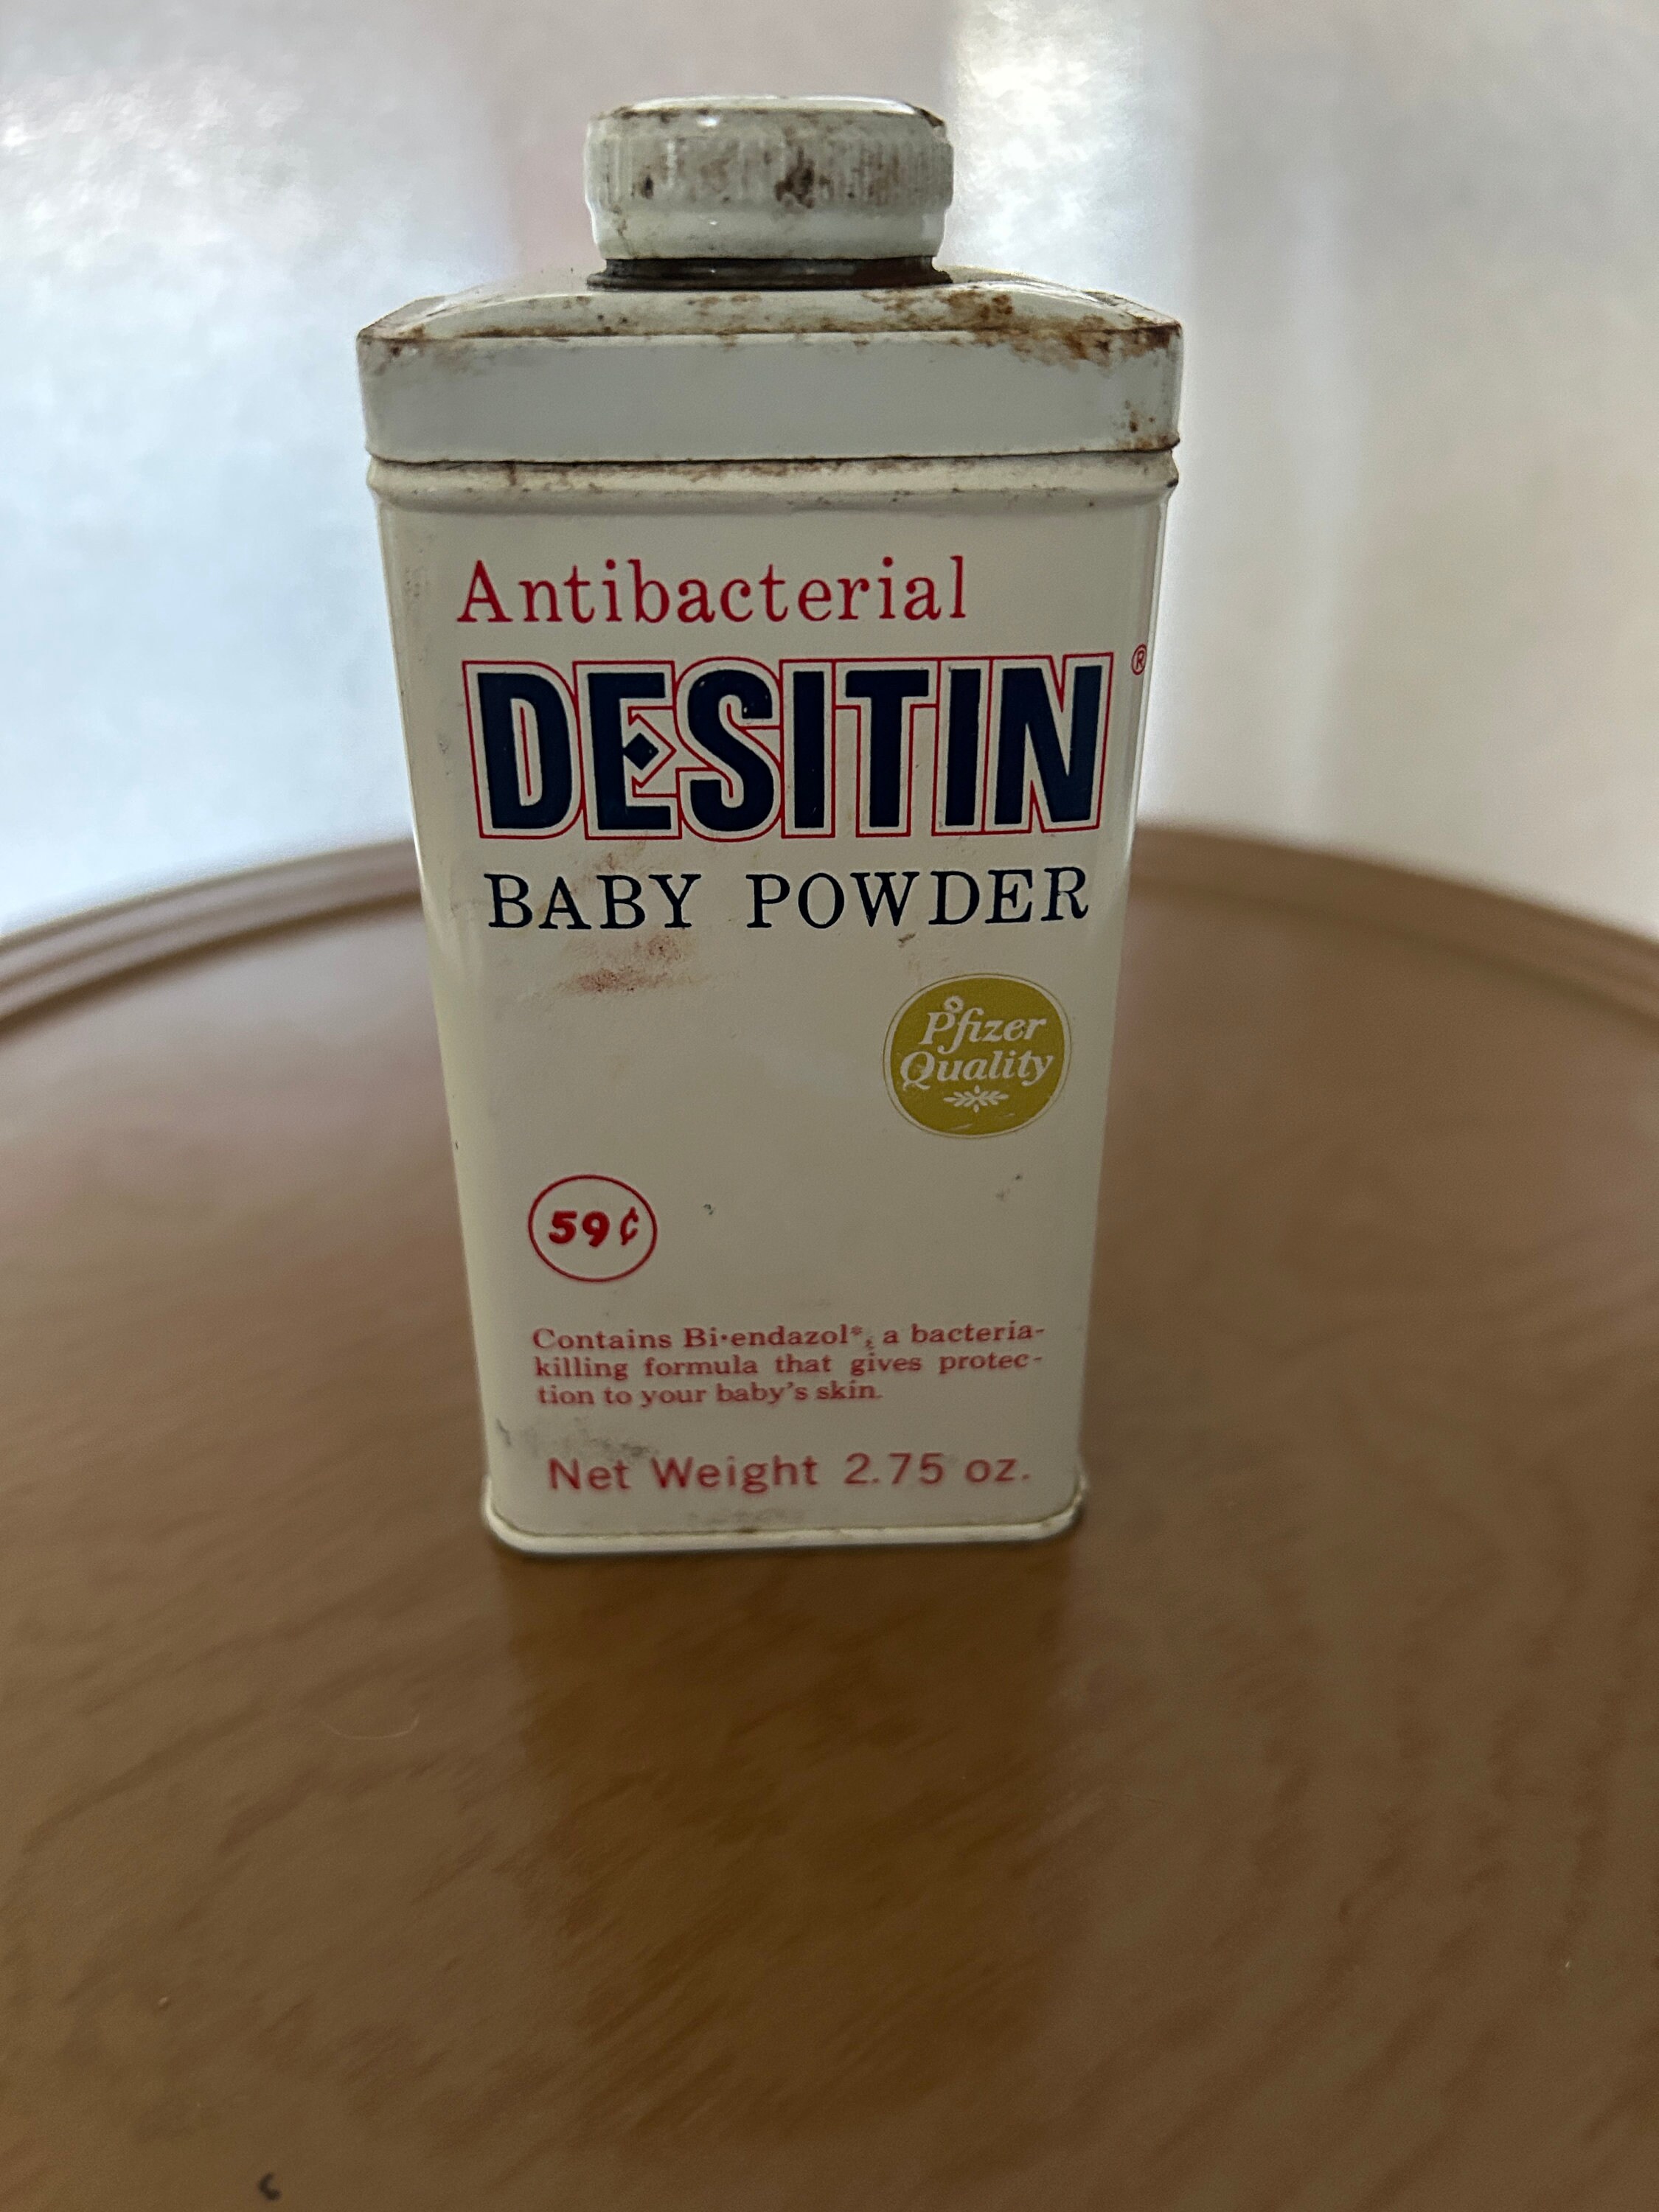 Antibacterial
DESITIN®
BABY POWDER
Pfizer
Quality
59¢
Contains Bi•endazol*, a bacteria-
killing formula that gives protec-
tion to your baby's skin.
Net Weight 2.75 oz.